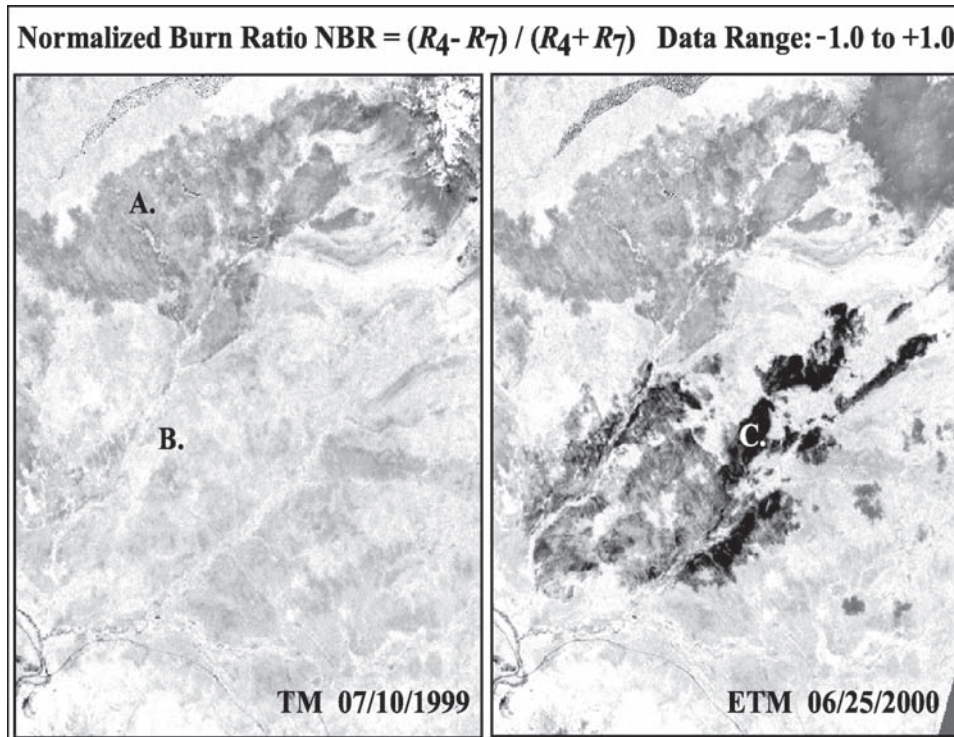 Normalized Burn Ratio NBR = (R4- R7) / (R4+ R7) Data Range: -1.0 to +1.0
A.
B.
C.
TM 07/10/1999
ETM 06/25/2000